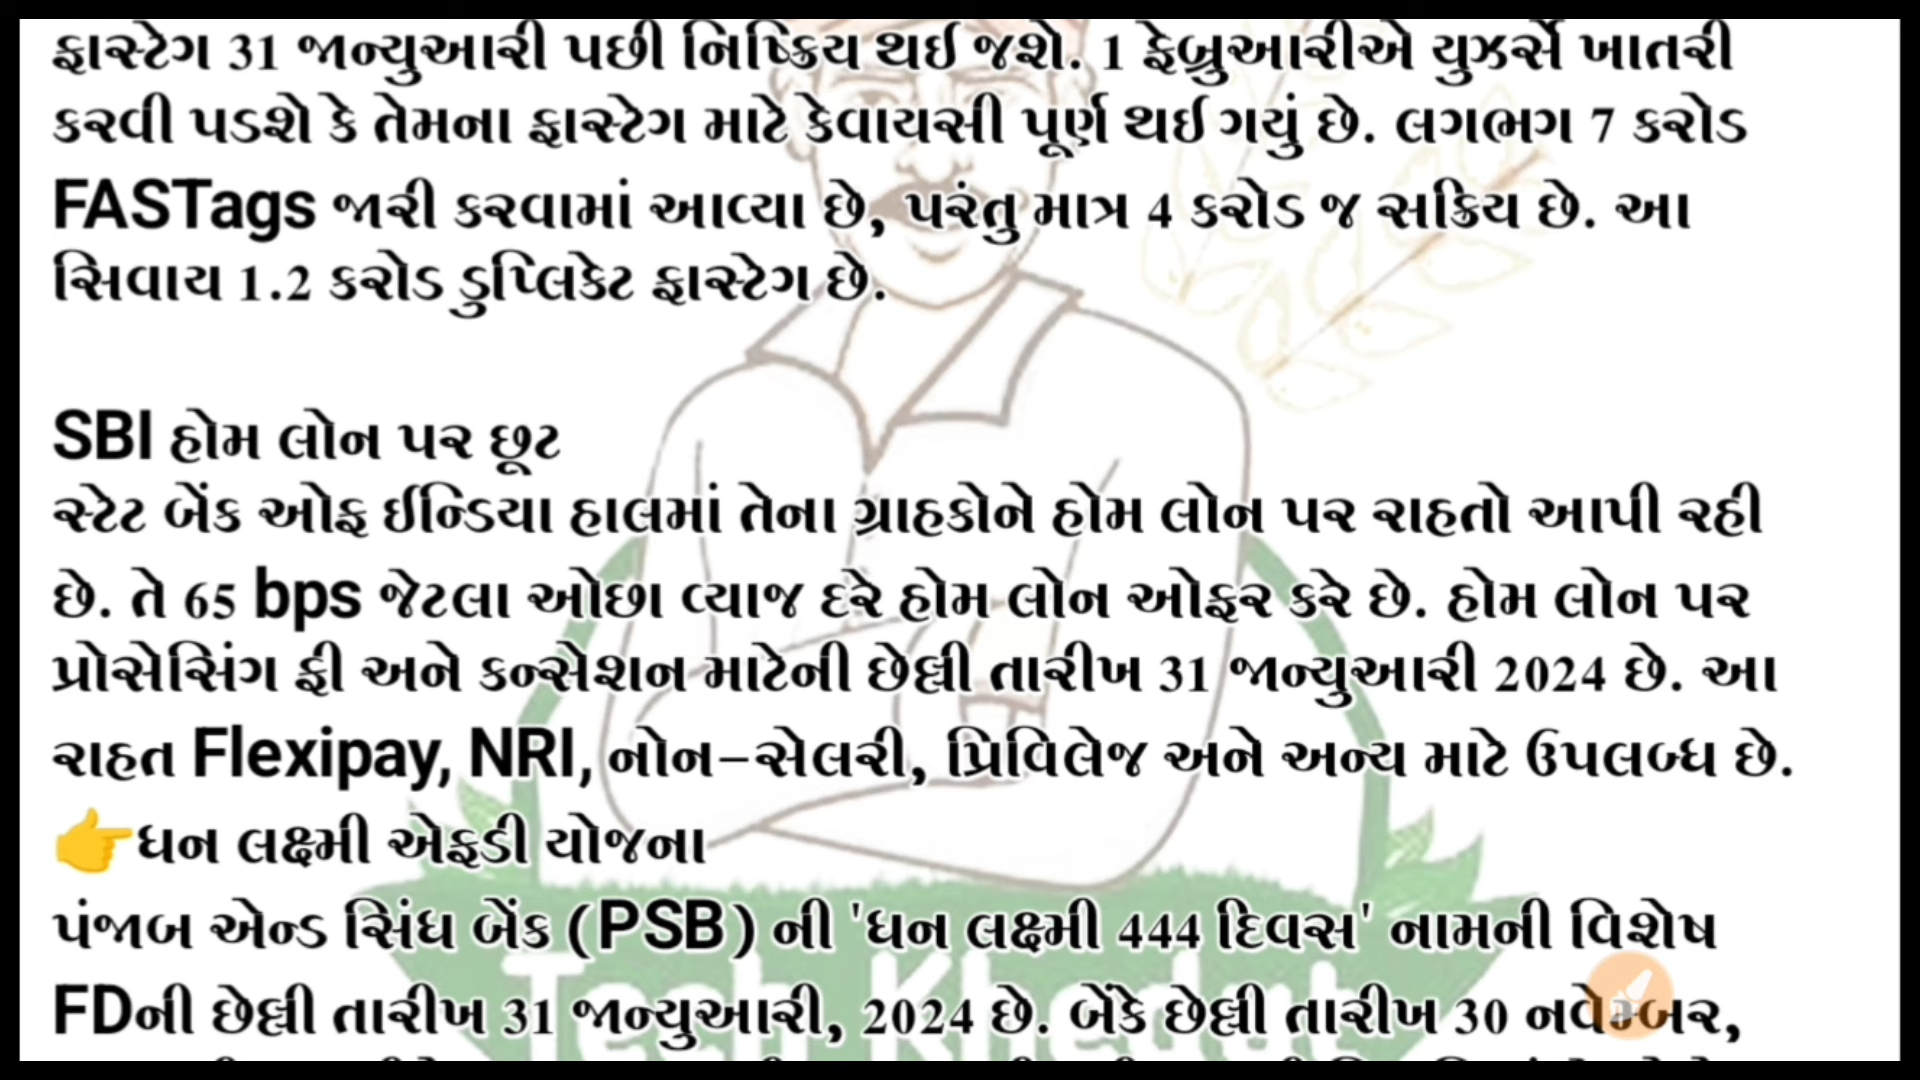 ફાસ્ટેગ 31 જાન્યુઆરી પછી નિષ્ક્રિય થઈ જશે. 1 ફેબ્રુઆરીએ યુઝર્સે ખાતરી
કરવી પડશે કે તેમના ફાસ્ટેગ માટે કેવાયસી પૂર્ણ થઈ ગયું છે. લગભગ 7 કરોડ
FASTags જારી કરવામાં આવ્યા છે, પરંતુ માત્ર 4 કરોડ જ સક્રિય છે. આ
સિવાય 1.2 કરોડ ડુપ્લિકેટ ફાસ્ટેગ છે.
SBI હોમ લોન પર છૂટ
સ્ટેટ બેંક ઓફ ઈન્ડિયા હાલમાં તેના ગ્રાહકોને હોમ લોન પર રાહતો આપી રહી
છે. તે 65 bps જેટલા ઓછા વ્યાજ દરે હોમ લોન ઓફર કરે છે. હોમ લોન પર
પ્રોસેસિંગ ફી અને કન્સેશન માટેની છેલ્લી તારીખ 31 જાન્યુઆરી 2024 છે. આ
રાહત Flexipay, NRI, નોન-સેલરી, પ્રિવિલેજ અને અન્ય માટે ઉપલબ્ધ છે.
👉ધન લક્ષ્મી એફડી યોજના
પંજાબ એન્ડ સિંધ બેંક (PSB) ની 'ધન લક્ષ્મી 444 દિવસ' નામની વિશેષ
FDની છેલ્લી તારીખ 31 જાન્યુઆરી, 2024 છે. બેંકે છેલ્લી તારીખ 30 નવેમ્બર,
Tech Khedut